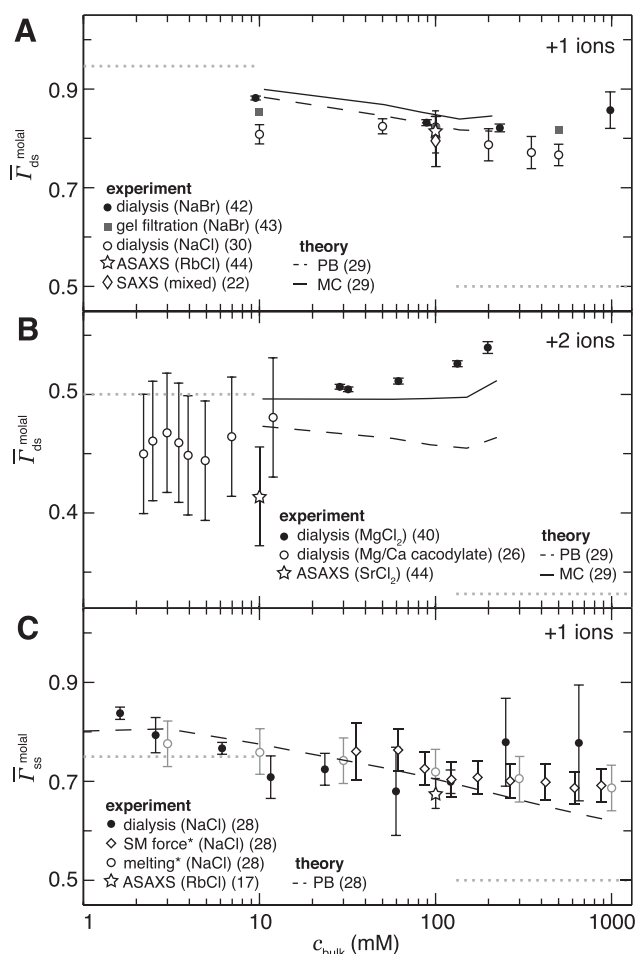 A
+1 ions
0.9
0.7
0.5
Γ̅ds molal
experiment
dialysis (NaBr) (42)
gel filtration (NaBr) (43)
dialysis (NaCl) (30)
ASAXS (RbCl) (44)
SAXS (mixed) (22)
theory
PB (29)
MC (29)
B
+2 ions
0.5
0.4
Γ̅ds molal
experiment
dialysis (MgCl2) (40)
dialysis (Mg/Ca cacodylate) (26)
ASAXS (SrCl2) (44)
theory
PB (29)
MC (29)
C
+1 ions
0.9
0.7
0.5
Γ̅ss molal
experiment
dialysis (NaCl) (28)
SM force* (NaCl) (28)
melting* (NaCl) (28)
ASAXS (RbCl) (17)
theory
PB (28)
1 10 100 1000
cbulk (mM)